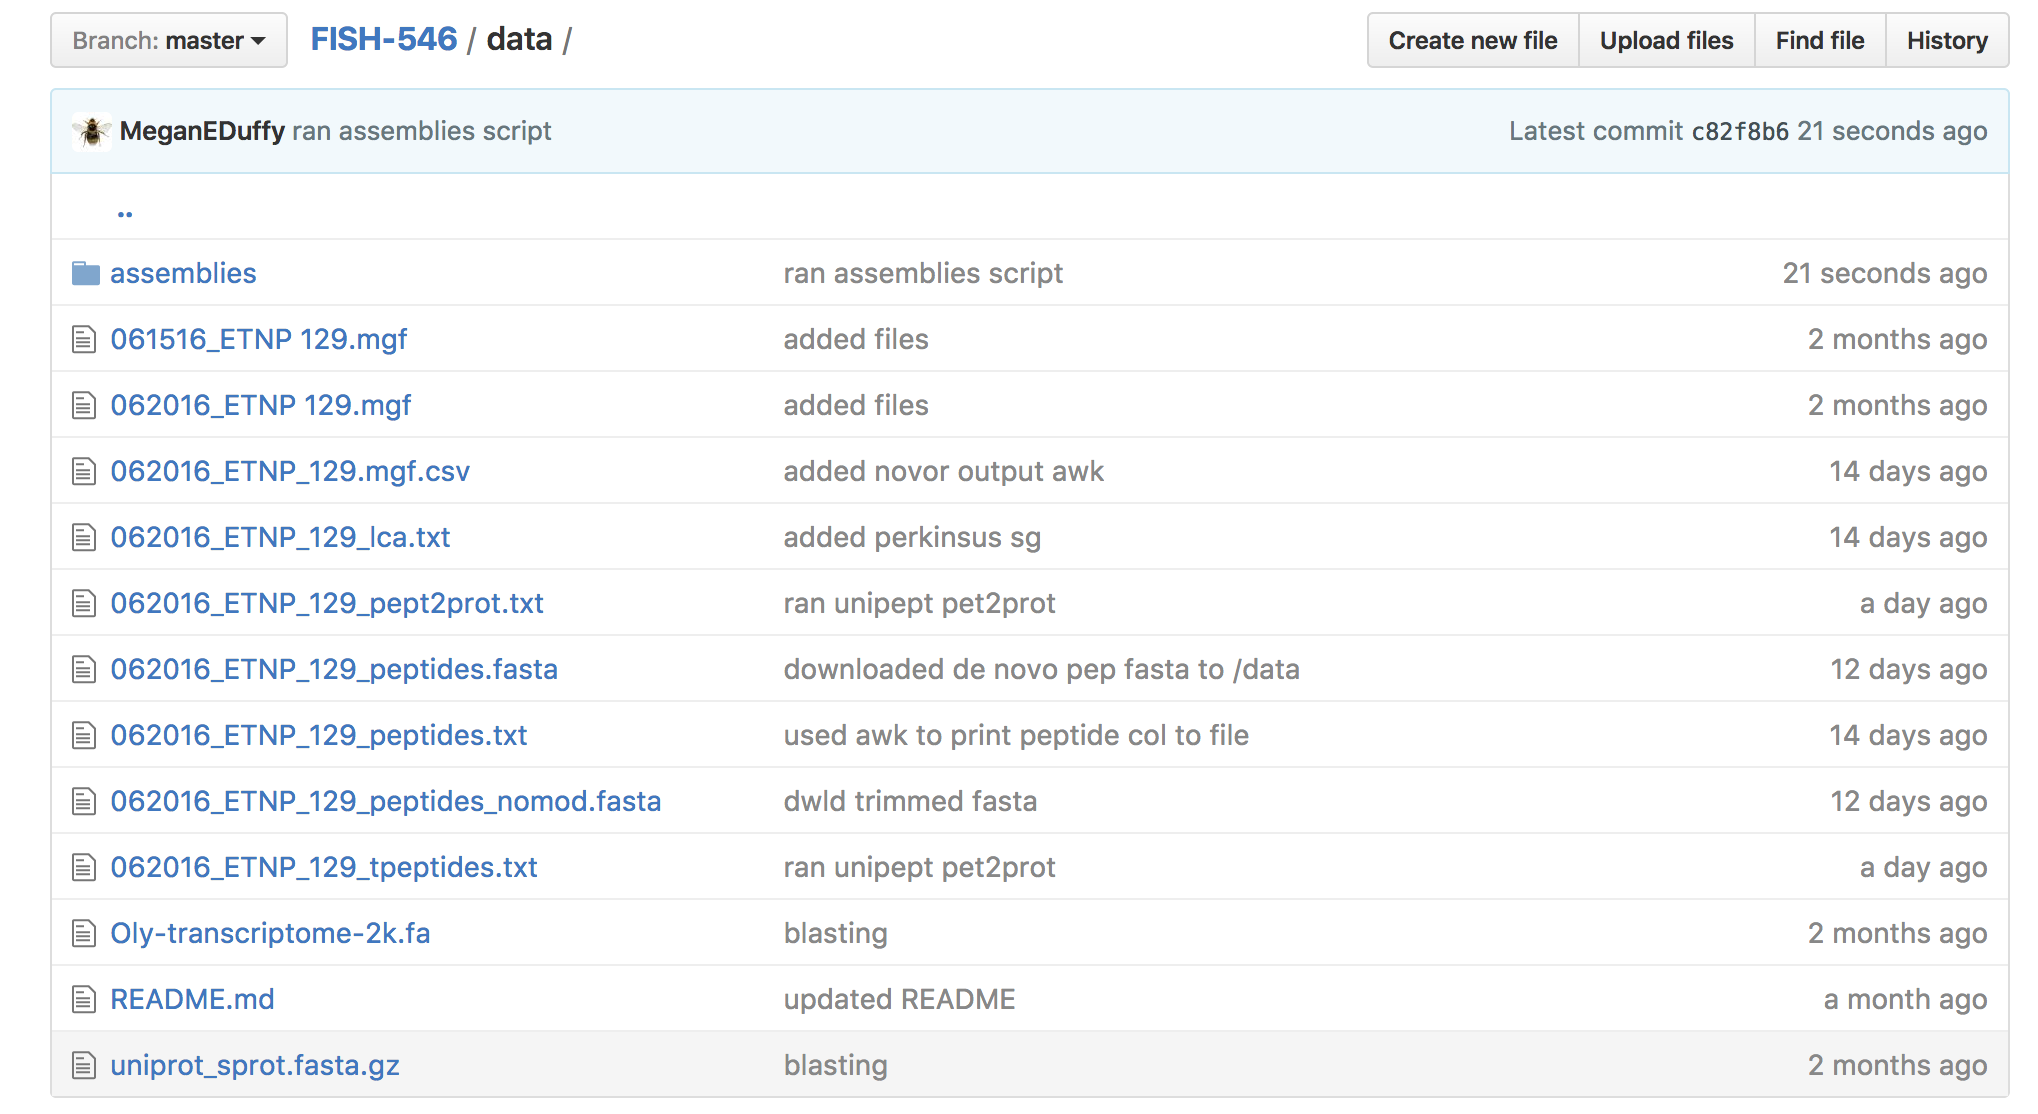 Branch: master FISH-546 / data / Create new file Upload files Find file History
MeganEDuffy ran assemblies script Latest commit c82f8b6 21 seconds ago
..
assemblies ran assemblies script 21 seconds ago
061516_ETNP 129.mgf added files 2 months ago
062016_ETNP 129.mgf added files 2 months ago
062016_ETNP_129.mgf.csv added novor output awk 14 days ago
062016_ETNP_129_lca.txt added perkinsus sg 14 days ago
062016_ETNP_129_pept2prot.txt ran unipept pet2prot a day ago
062016_ETNP_129_peptides.fasta downloaded de novo pep fasta to /data 12 days ago
062016_ETNP_129_peptides.txt used awk to print peptide col to file 14 days ago
062016_ETNP_129_peptides_nomod.fasta dwld trimmed fasta 12 days ago
062016_ETNP_129_tpeptides.txt ran unipept pet2prot a day ago
Oly-transcriptome-2k.fa blasting 2 months ago
README.md updated README a month ago
uniprot_sprot.fasta.gz blasting 2 months ago